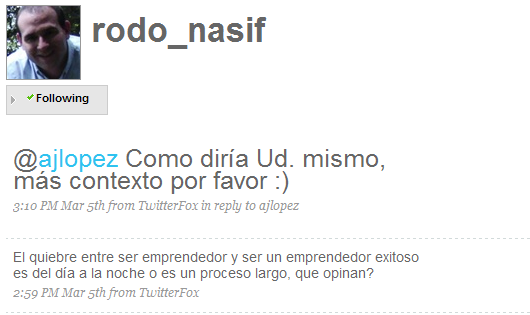 rodo_nasif
Following
@ajlopez Como diría Ud. mismo,
más contexto por favor :)
3:10 PM Mar 5th from TwitterFox in reply to ajlopez
El quiebre entre ser emprendedor y ser un emprendedor exitoso
es del día a la noche o es un proceso largo, que opinan?
2:59 PM Mar 5th from TwitterFox